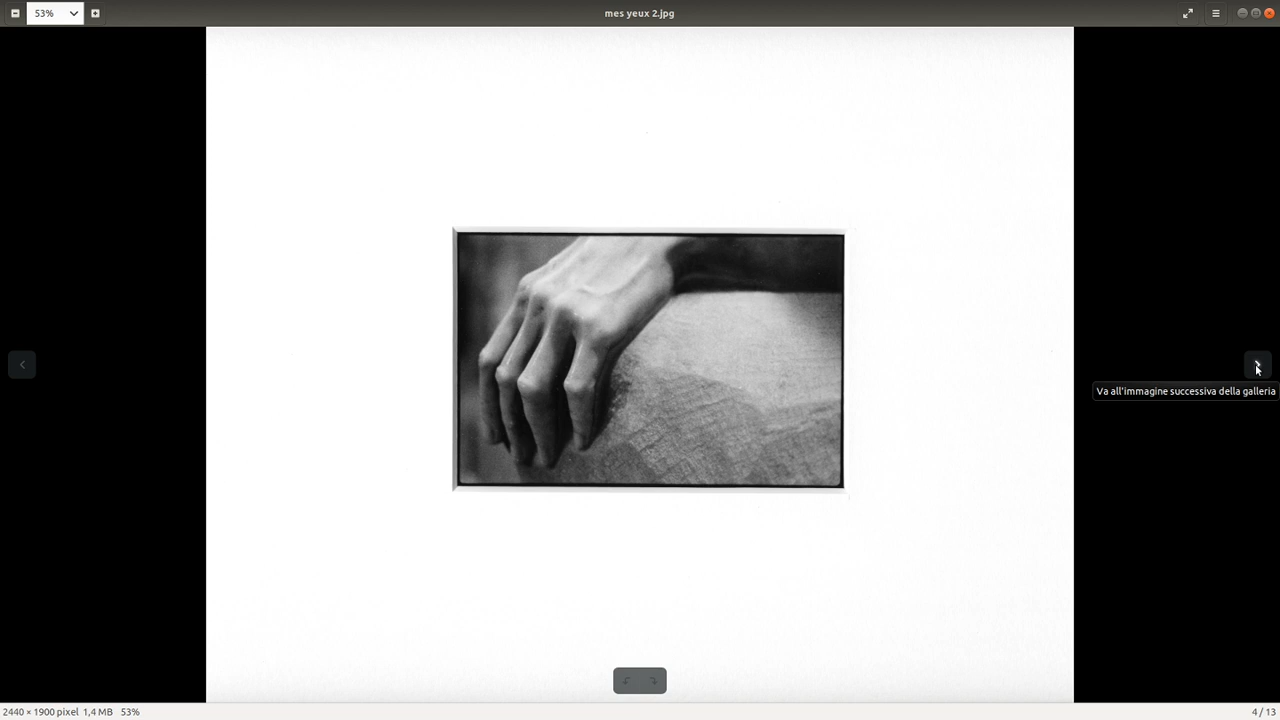 53%
mes yeux 2.jpg
Va all'immagine successiva della galleria
2440 × 1900 pixel 1,4 MB 53%
4 / 13